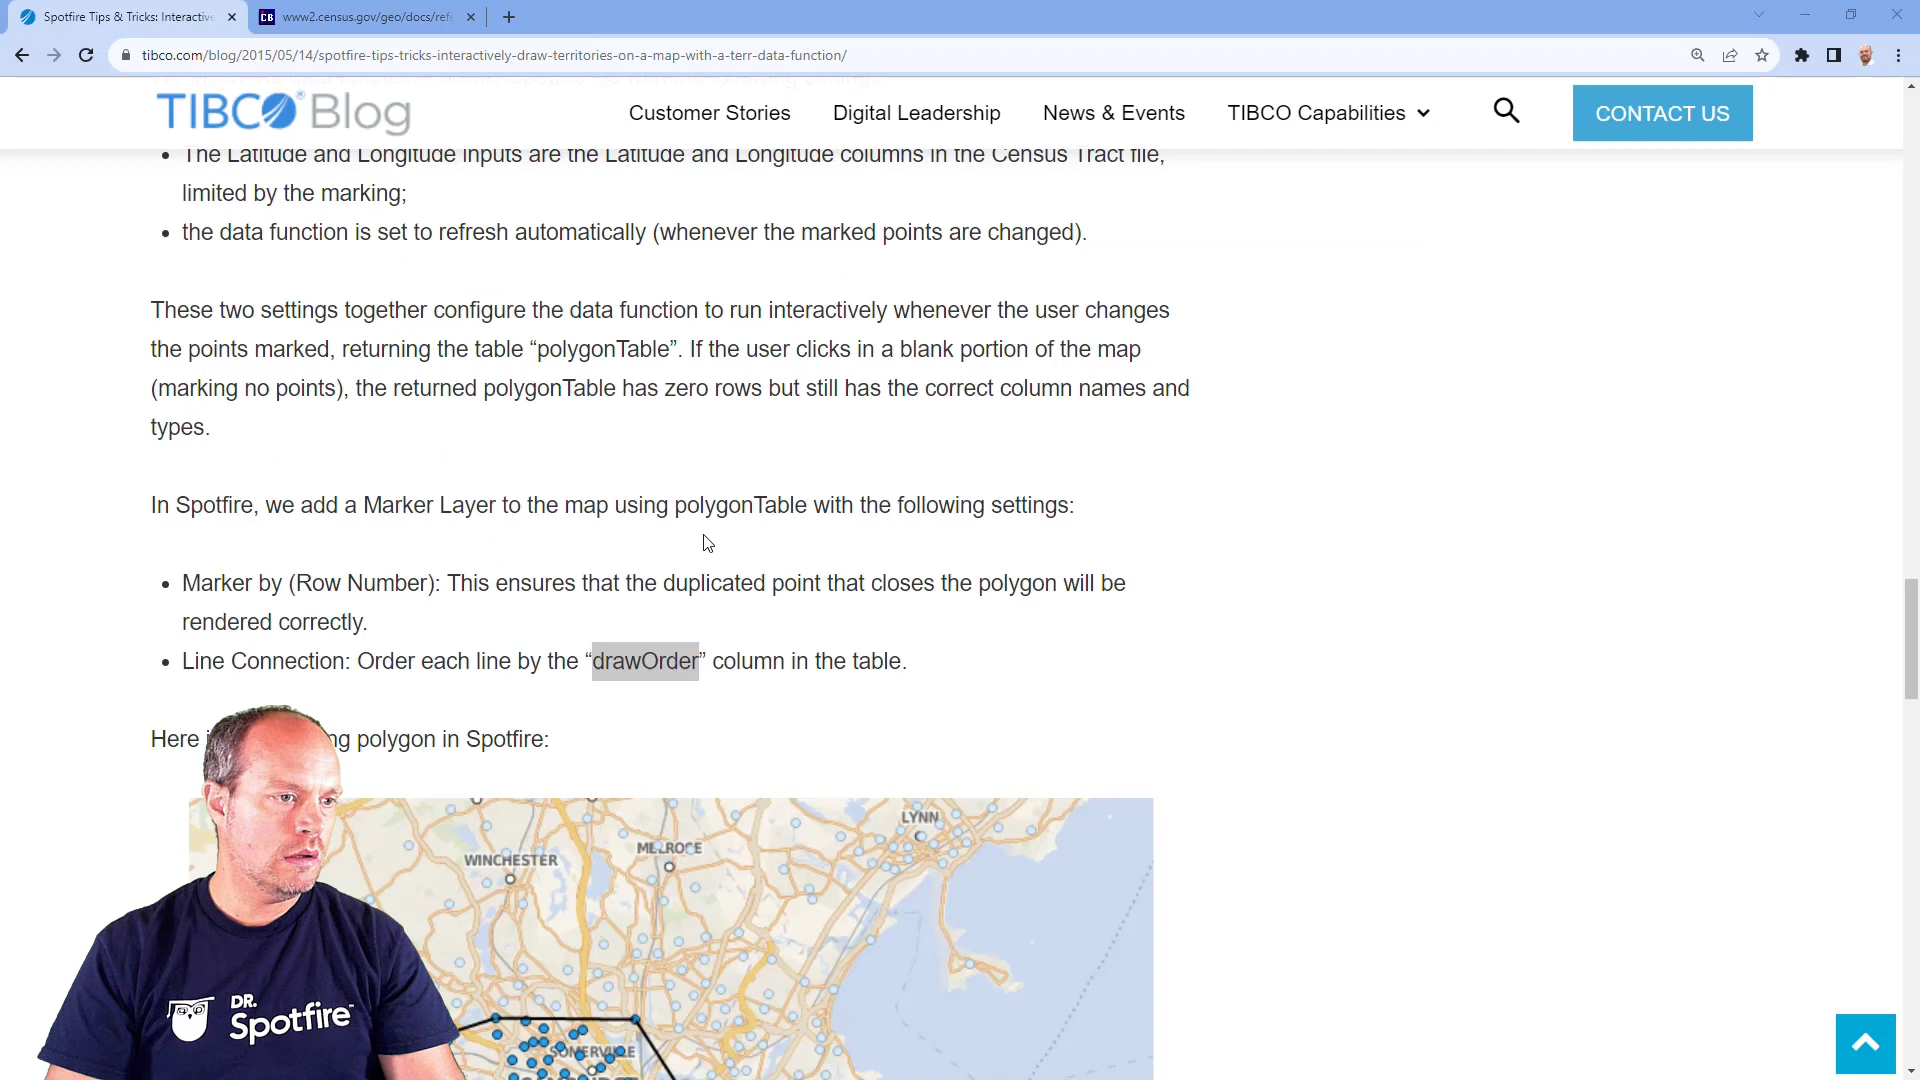 Spotfire Tips & Tricks: Interactive
www2.census.gov/geo/docs/refe
tibco.com/blog/2015/05/14/spotfire-tips-tricks-interactively-draw-territories-on-a-map-with-a-terr-data-function/
TIBCO Blog
Customer Stories
Digital Leadership
News & Events
TIBCO Capabilities
CONTACT US
The Latitude and Longitude inputs are the Latitude and Longitude columns in the Census Tract file,
limited by the marking;
the data function is set to refresh automatically (whenever the marked points are changed).
These two settings together configure the data function to run interactively whenever the user changes
the points marked, returning the table “polygonTable”. If the user clicks in a blank portion of the map
(marking no points), the returned polygonTable has zero rows but still has the correct column names and
types.
In Spotfire, we add a Marker Layer to the map using polygonTable with the following settings:
Marker by (Row Number): This ensures that the duplicated point that closes the polygon will be
rendered correctly.
Line Connection: Order each line by the “drawOrder” column in the table.
Here ng polygon in Spotfire:
LYNN
MELROSE
WINCHESTER
SOMERVILLE
DR.
Spotfire™